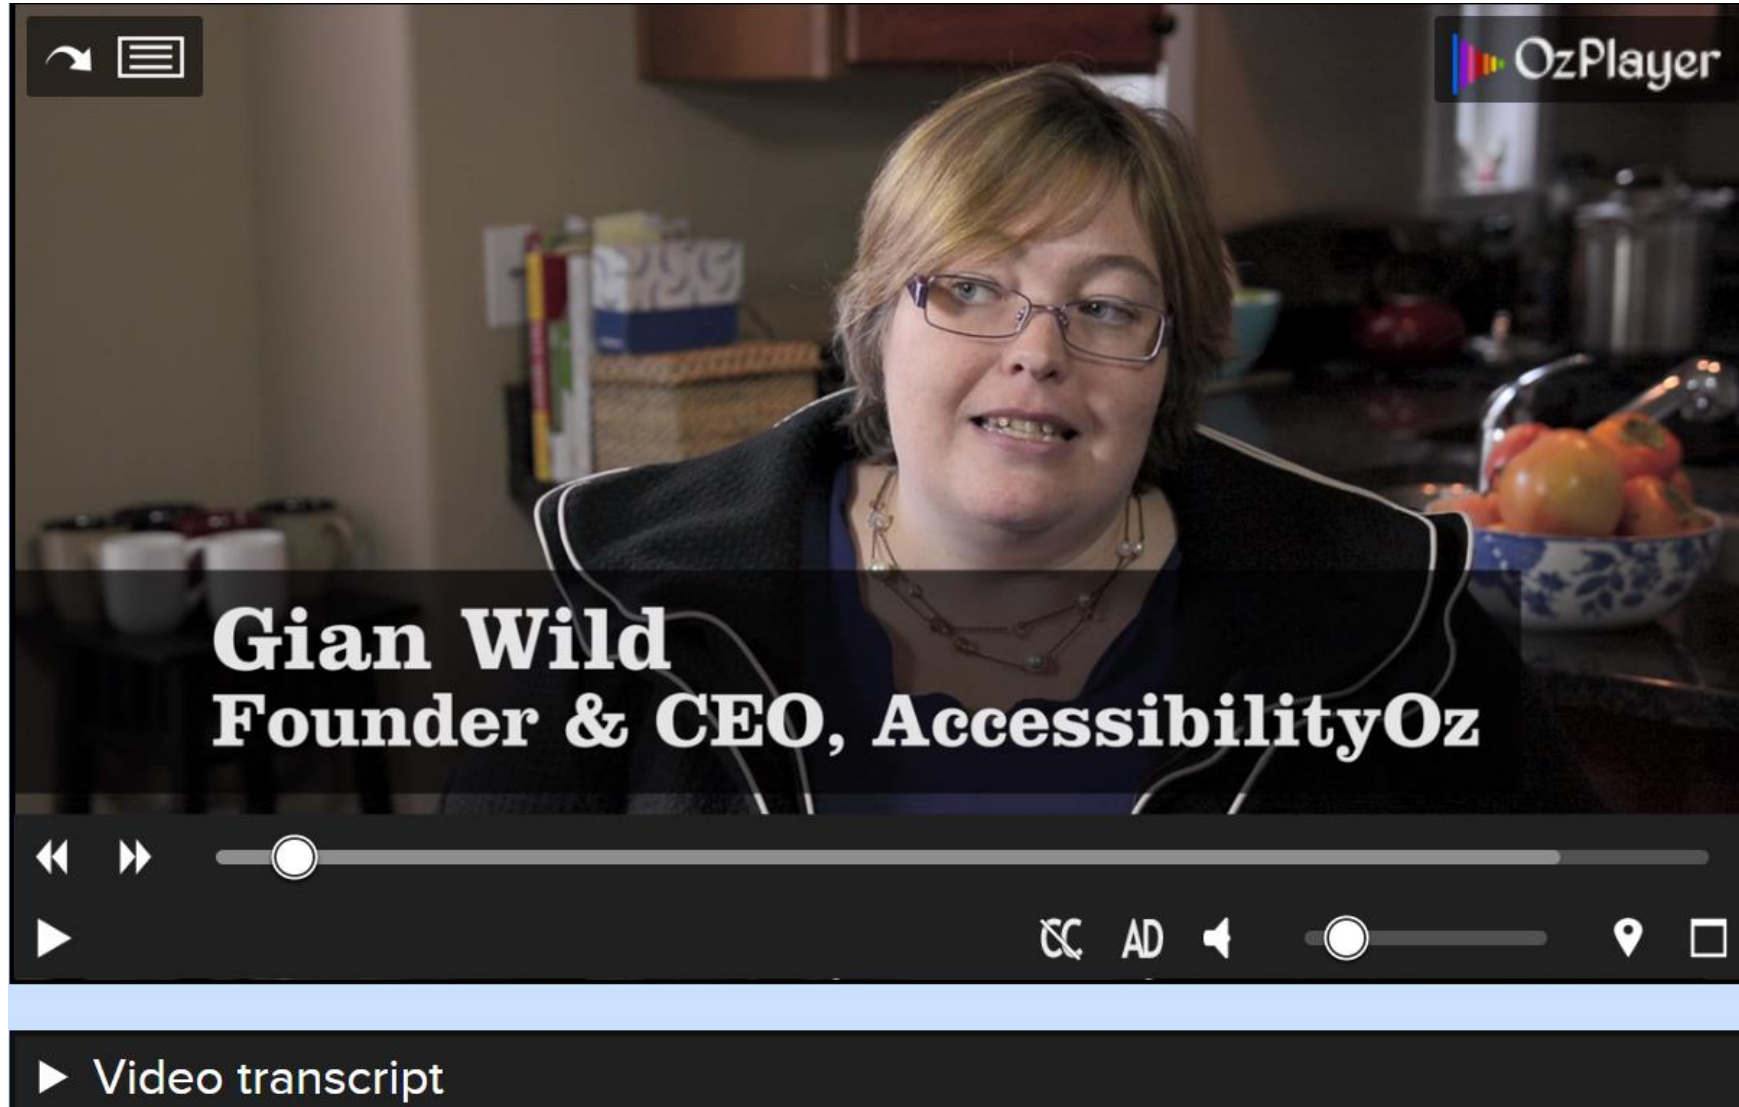 OzPlayer
Gian Wild
Founder & CEO, AccessibilityOz
CC AD
Video transcript